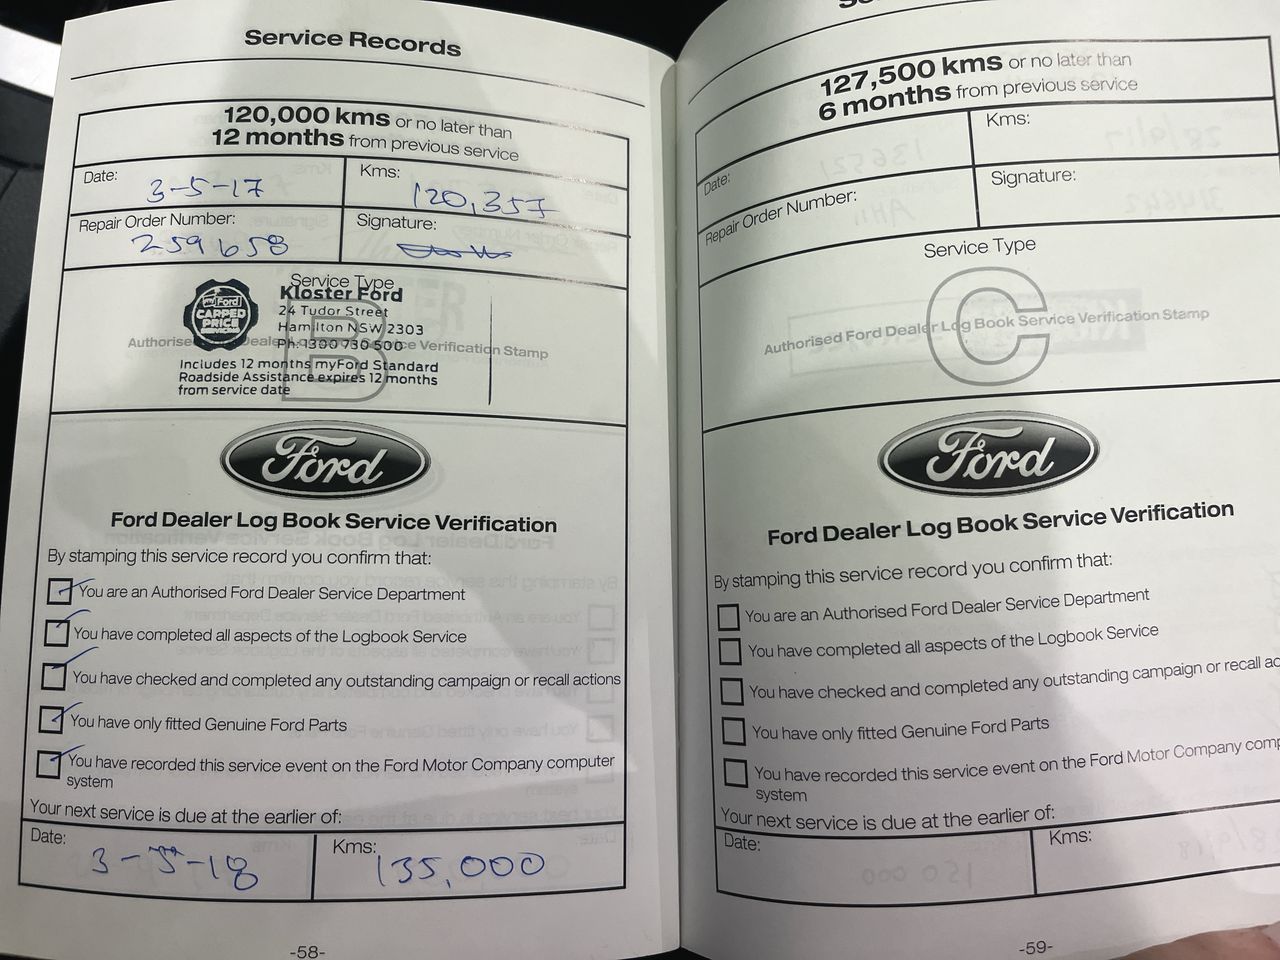 Service Records
120,000 kms or no later than
12 months from previous service
Date:
3-5-17
Kms:
120,357
Repair Order Number:
259658
Signature:
Service Type
B
myFord
CAPPED
PRICE
SERVICING
Kloster Ford
24 Tudor Street
Hamilton NSW 2303
Ph. 1300 730 500
Authorised Ford Dealer Log Book Service Verification Stamp
Includes 12 months myFord Standard
Roadside Assistance expires 12 months
from service date
Ford
Ford Dealer Log Book Service Verification
By stamping this service record you confirm that:
You are an Authorised Ford Dealer Service Department
You have completed all aspects of the Logbook Service
You have checked and completed any outstanding campaign or recall actions
You have only fitted Genuine Ford Parts
You have recorded this service event on the Ford Motor Company computer
system
Your next service is due at the earlier of:
Date:
3-5-18
Kms:
135,000
-58-
127,500 kms or no later than
6 months from previous service
Date:
Kms:
Repair Order Number:
Signature:
Service Type
C
Authorised Ford Dealer Log Book Service Verification Stamp
Ford
Ford Dealer Log Book Service Verification
By stamping this service record you confirm that:
You are an Authorised Ford Dealer Service Department
You have completed all aspects of the Logbook Service
You have checked and completed any outstanding campaign or recall ac
You have only fitted Genuine Ford Parts
You have recorded this service event on the Ford Motor Company comp
system
Your next service is due at the earlier of:
Date:
Kms:
-59-